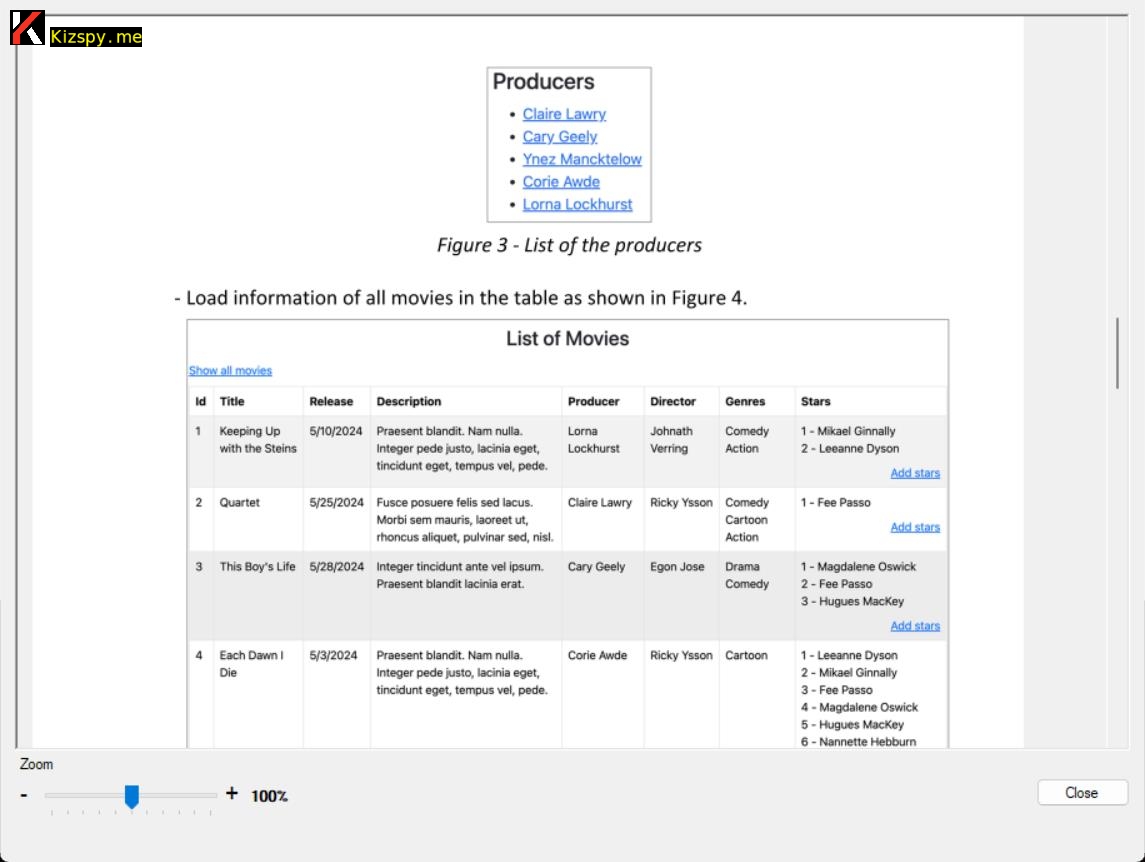 Kizspy.me
Producers
• Claire Lawry
• Cary Geely
• Ynez Mancktelow
• Corie Awde
• Lorna Lockhurst
Figure 3 - List of the producers
- Load information of all movies in the table as shown in Figure 4.
List of Movies
Show all movies
Id Title Release Description Producer Director Genres Stars
1 Keeping Up 5/10/2024 Praesent blandit. Nam nulla. Lorna Johnath Comedy 1 - Mikael Ginnally
with the Steins Integer pede justo, lacinia eget, Lockhurst Verring Action 2 - Leeanne Dyson
tincidunt eget, tempus vel, pede.
Add stars
2 Quartet 5/25/2024 Fusce posuere felis sed lacus. Claire Lawry Ricky Ysson Comedy 1 - Fee Passo
Morbi sem mauris, laoreet ut, Cartoon
Add stars
rhoncus aliquet, pulvinar sed, nisl. Action
3 This Boy's Life 5/28/2024 Integer tincidunt ante vel ipsum. Cary Geely Egon Jose Drama 1 - Magdalene Oswick
Praesent blandit lacinia erat. Comedy 2 - Fee Passo
3 - Hugues MacKey
Add stars
4 Each Dawn I 5/3/2024 Praesent blandit. Nam nulla. Corie Awde Ricky Ysson Cartoon 1 - Leeanne Dyson
Die Integer pede justo, lacinia eget, 2 - Mikael Ginnally
tincidunt eget, tempus vel, pede. 3 - Fee Passo
4 - Magdalene Oswick
5 - Hugues MacKey
6 - Nannette Hebburn
Zoom
- + 100%
Close